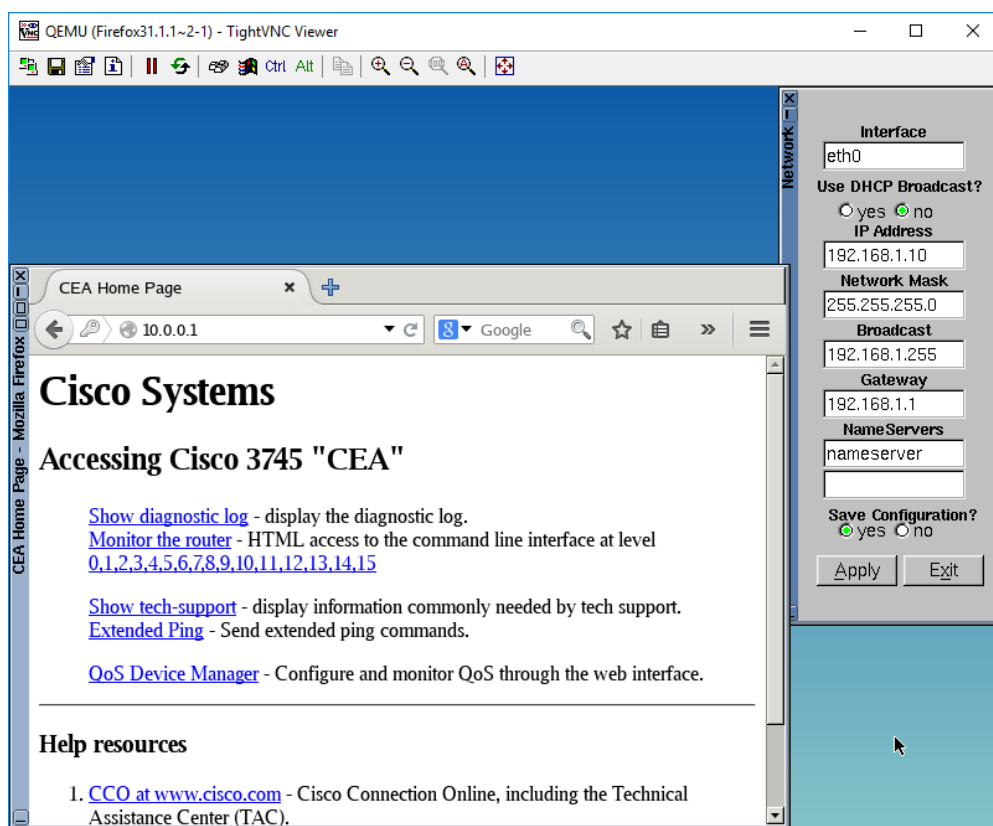 QEMU (Firefox31.1.1~2-1) - TightVNC Viewer
Ctrl Alt
Network
Interface
eth0
Use DHCP Broadcast?
yes no
IP Address
192.168.1.10
Network Mask
255.255.255.0
Broadcast
192.168.1.255
Gateway
192.168.1.1
NameServers
nameserver
Save Configuration?
yes no
Apply Exit
CEA Home Page - Mozilla Firefox
CEA Home Page
10.0.0.1 8 Google
Cisco Systems
Accessing Cisco 3745 "CEA"
Show diagnostic log - display the diagnostic log.
Monitor the router - HTML access to the command line interface at level
0,1,2,3,4,5,6,7,8,9,10,11,12,13,14,15
Show tech-support - display information commonly needed by tech support.
Extended Ping - Send extended ping commands.
QoS Device Manager - Configure and monitor QoS through the web interface.
Help resources
1. CCO at www.cisco.com - Cisco Connection Online, including the Technical
Assistance Center (TAC).